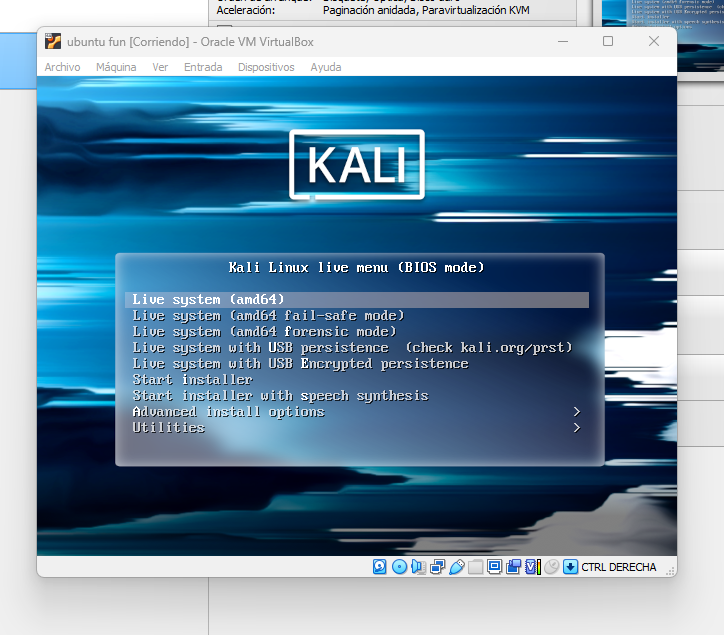 Aceleración: Paginación anidada, Paravirtualización KVM
ubuntu fun [Corriendo] - Oracle VM VirtualBox
Archivo Máquina Ver Entrada Dispositivos Ayuda
KALI
Kali Linux live menu (BIOS mode)
Live system (amd64)
Live system (amd64 fail-safe mode)
Live system (amd64 forensic mode)
Live system with USB persistence (check kali.org/prst)
Live system with USB Encrypted persistence
Start installer
Start installer with speech synthesis
Advanced install options >
Utilities >
CTRL DERECHA